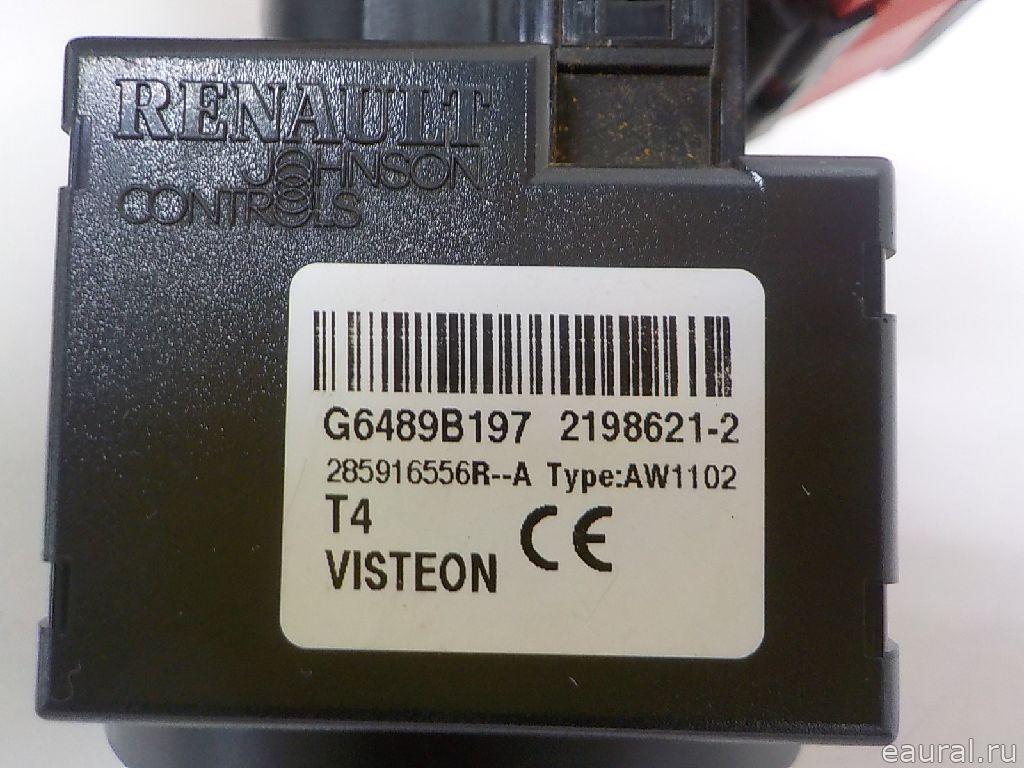 RENAULT
JOHNSON
CONTROLS
G6489B197 2198621-2
285916556R--A Type:AW1102
T4
CE
VISTEON
eaural.ru